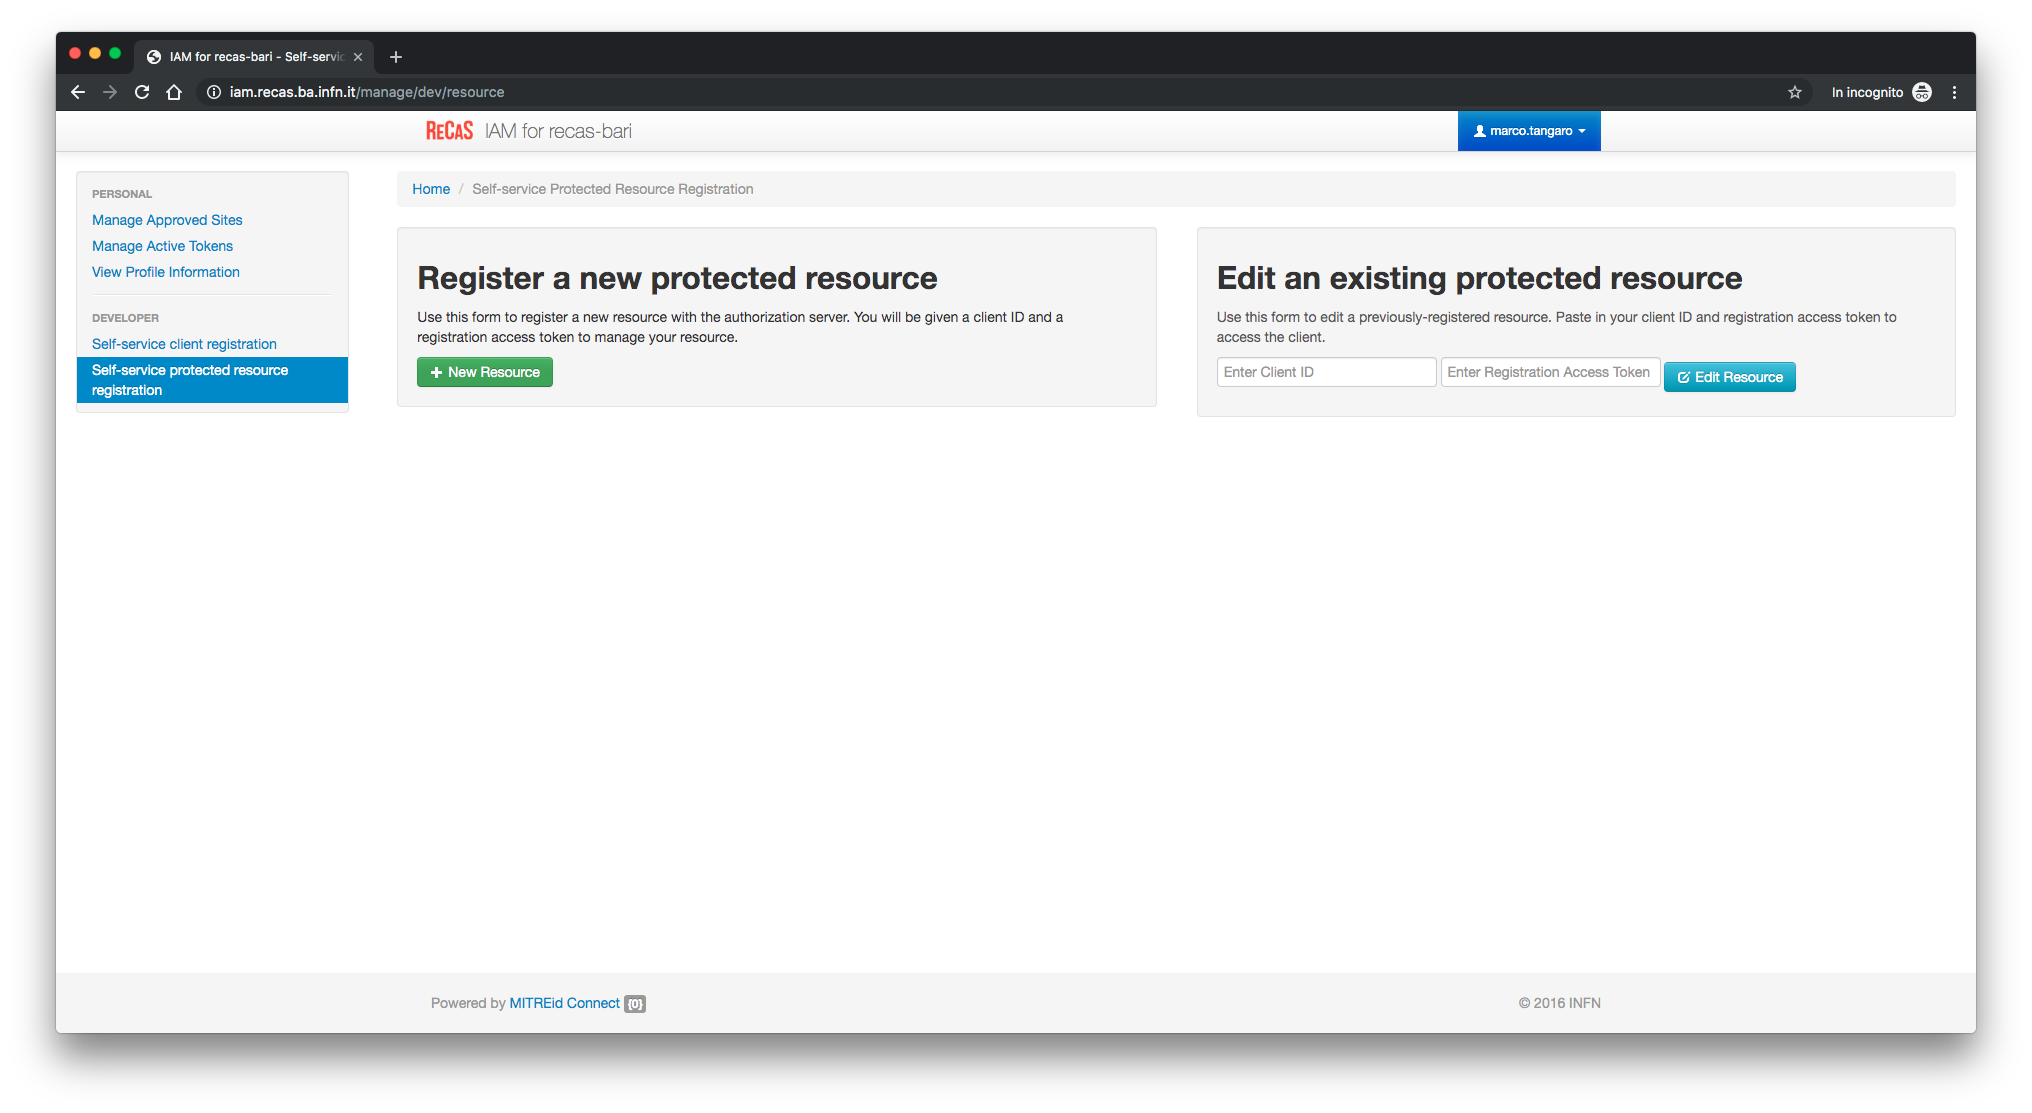 IAM for recas-bari - Self-servic
iam.recas.ba.infn.it/manage/dev/resource
In incognito
ReCaS IAM for recas-bari
marco.tangaro
PERSONAL
Manage Approved Sites
Manage Active Tokens
View Profile Information
DEVELOPER
Self-service client registration
Self-service protected resource
registration
Home / Self-service Protected Resource Registration
Register a new protected resource
Use this form to register a new resource with the authorization server. You will be given a client ID and a
registration access token to manage your resource.
New Resource
Edit an existing protected resource
Use this form to edit a previously-registered resource. Paste in your client ID and registration access token to
access the client.
Enter Client ID
Enter Registration Access Token
Edit Resource
Powered by MITREid Connect {0}
© 2016 INFN